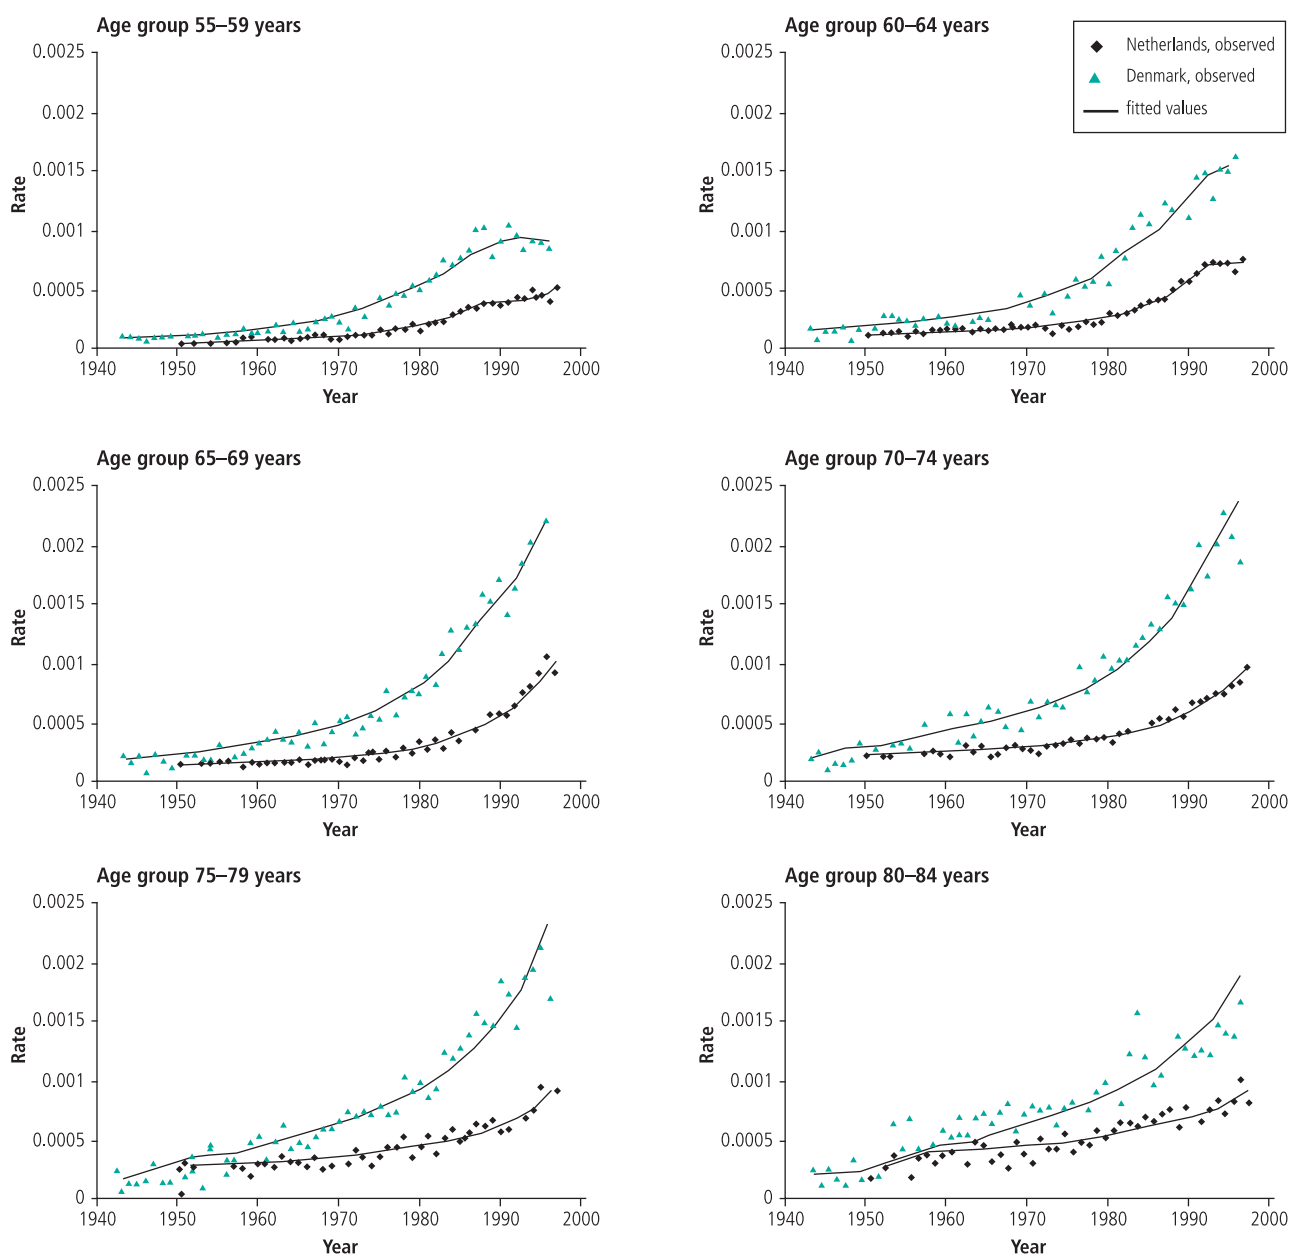 Age group 55–59 years
0.0025
0.002
0.0015
0.001
0.0005
0
Rate
1940 1950 1960 1970 1980 1990 2000
Year
Age group 60–64 years
0.0025
0.002
0.0015
0.001
0.0005
0
Rate
1940 1950 1960 1970 1980 1990 2000
Year
Netherlands, observed
Denmark, observed
fitted values
Age group 65–69 years
0.0025
0.002
0.0015
0.001
0.0005
0
Rate
1940 1950 1960 1970 1980 1990 2000
Year
Age group 70–74 years
0.0025
0.002
0.0015
0.001
0.0005
0
Rate
1940 1950 1960 1970 1980 1990 2000
Year
Age group 75–79 years
0.0025
0.002
0.0015
0.001
0.0005
0
Rate
1940 1950 1960 1970 1980 1990 2000
Year
Age group 80–84 years
0.0025
0.002
0.0015
0.001
0.0005
0
Rate
1940 1950 1960 1970 1980 1990 2000
Year